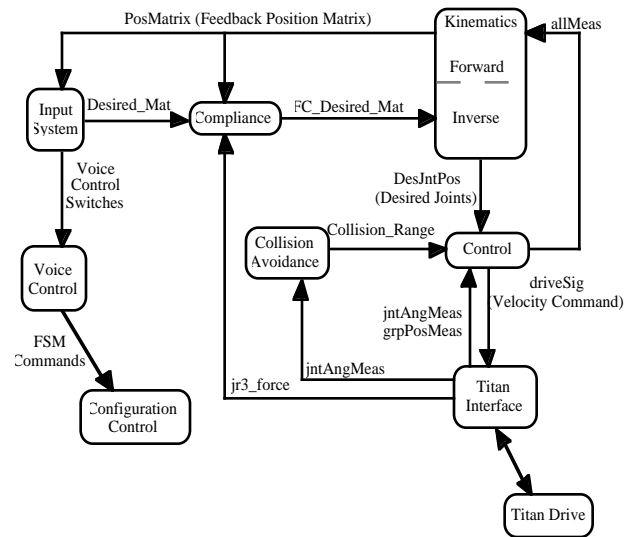 PosMatrix (Feedback Position Matrix)
Kinematics
allMeas
Forward
Inverse
Input
System
Desired_Mat
Compliance
FC_Desired_Mat
Voice
Control
Switches
DesJntPos
(Desired Joints)
Collision
Avoidance
Collision_Range
Control
Voice
Control
driveSig
(Velocity Command)
jntAngMeas
grpPosMeas
FSM
Commands
jntAngMeas
jr3_force
Titan
Interface
Configuration
Control
Titan Drive